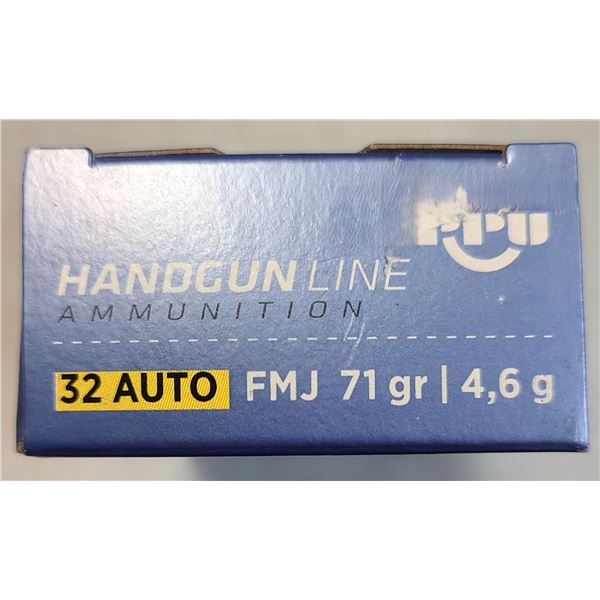 PPU
HANDGUN LINE
AMMUNITION
32 AUTO FMJ 71 gr | 4,6 g